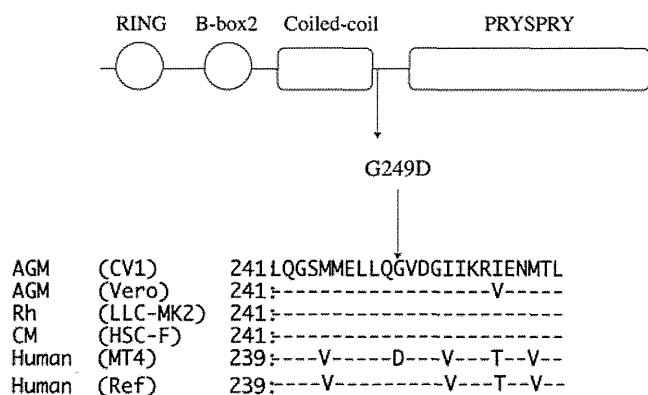 RING B-box2 Coiled-coil PRYSPRY
G249D
AGM (CV1) 241:LQGSMMELLQGVDGIIKRIENMTL
AGM (Vero) 241:------------------V-----
Rh (LLC-MK2) 241:------------------------
CM (HSC-F) 241:------------------------
Human (MT4) 239:----V-----D---V---T--V--
Human (Ref) 239:----V---------V---T--V--